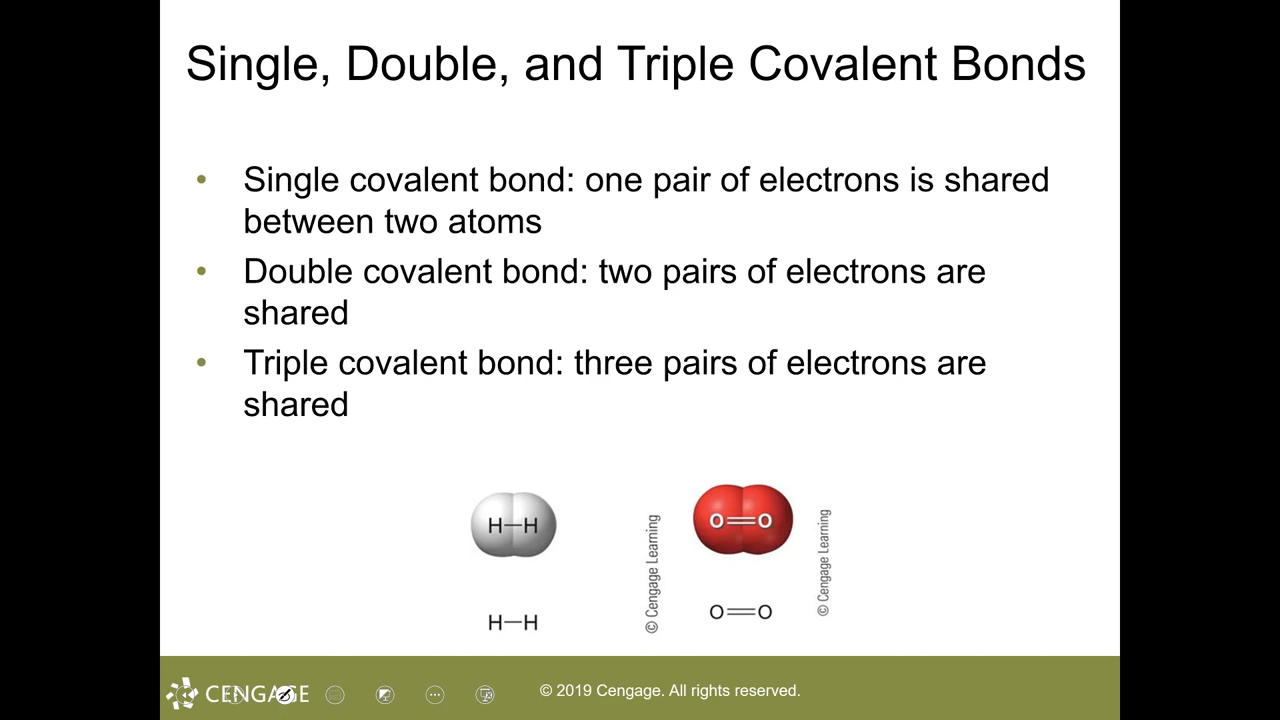 Single, Double, and Triple Covalent Bonds
• Single covalent bond: one pair of electrons is shared
between two atoms
• Double covalent bond: two pairs of electrons are
shared
• Triple covalent bond: three pairs of electrons are
shared
H—H
© Cengage Learning
O=O
© Cengage Learning
H—H
O=O
CENGAGE
© 2019 Cengage. All rights reserved.